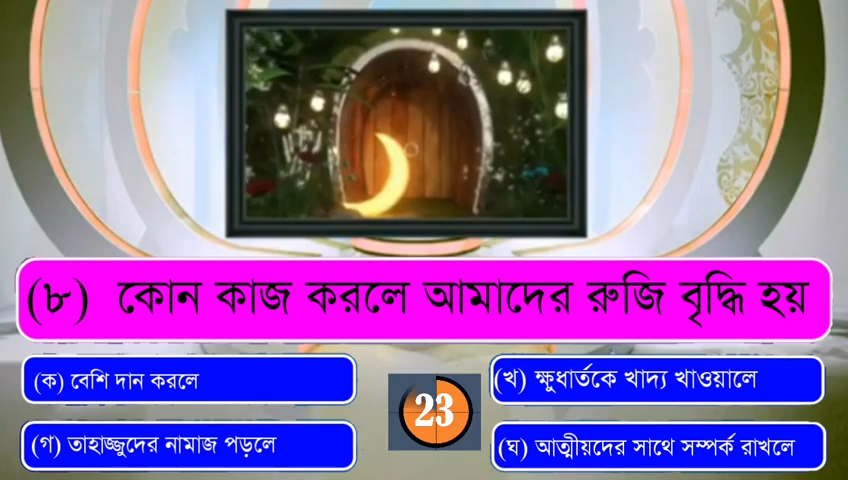 (৮) কোন কাজ করলে আমাদের রুজি বৃদ্ধি হয়
(ক) বেশি দান করলে
(খ) ক্ষুধার্তকে খাদ্য খাওয়ালে
23
(গ) তাহাজ্জুদের নামাজ পড়লে
(ঘ) আত্মীয়দের সাথে সম্পর্ক রাখলে